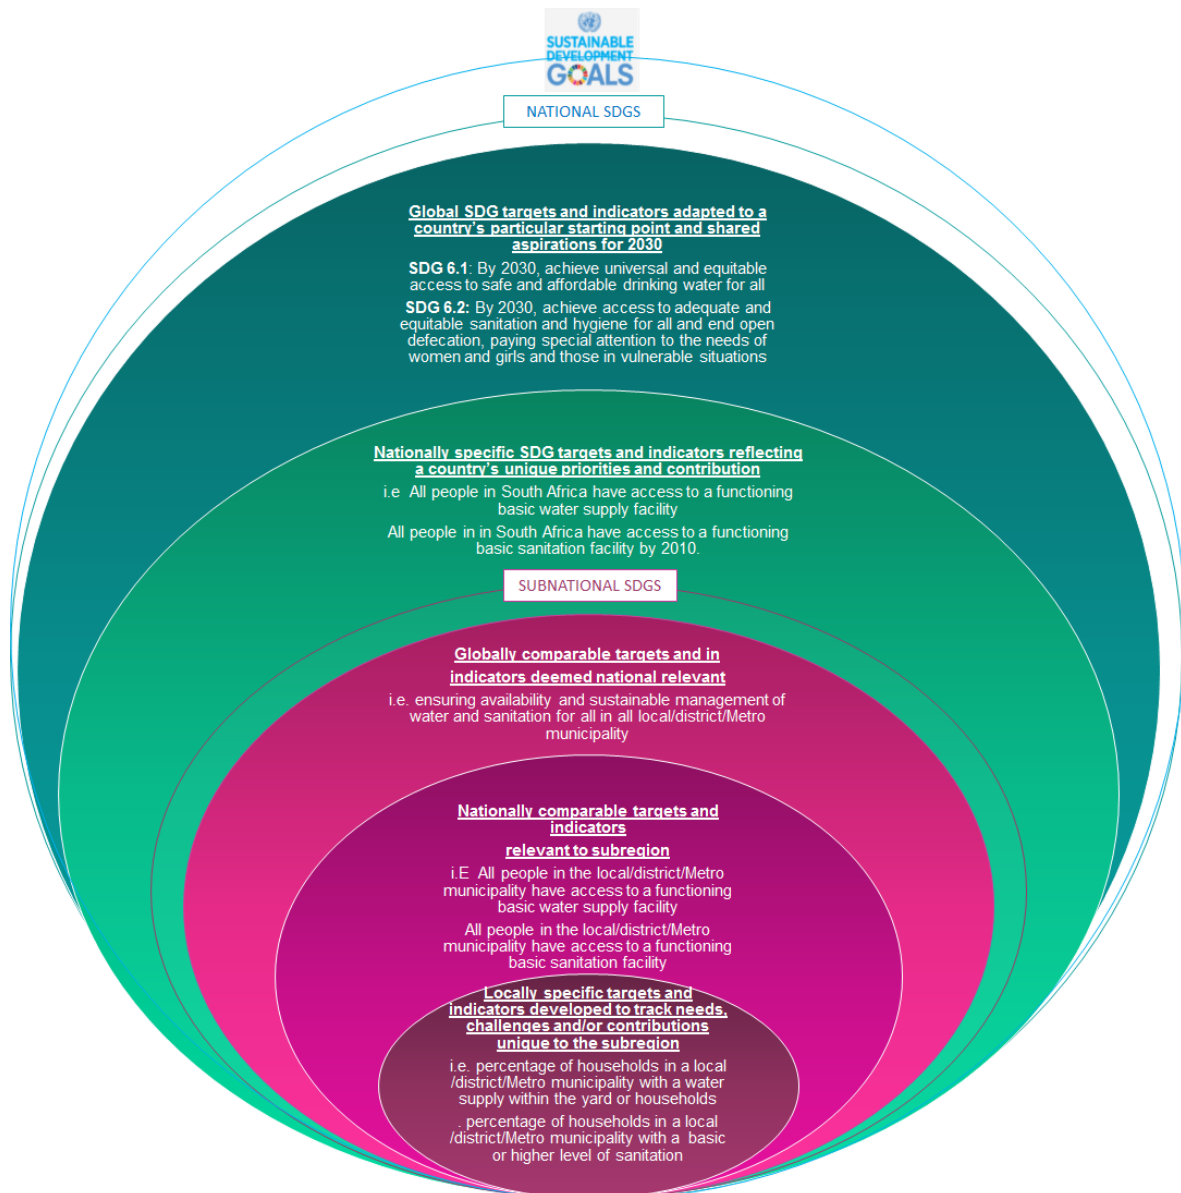 SUSTAINABLE
DEVELOPMENT
GOALS
NATIONAL SDGS
Global SDG targets and indicators adapted to a
country's particular starting point and shared
aspirations for 2030
SDG 6.1: By 2030, achieve universal and equitable
access to safe and affordable drinking water for all
SDG 6.2: By 2030, achieve access to adequate and
equitable sanitation and hygiene for all and end open
defecation, paying special attention to the needs of
women and girls and those in vulnerable situations
Nationally specific SDG targets and indicators reflecting
a country's unique priorities and contribution
i.e All people in South Africa have access to a functioning
basic water supply facility
All people in in South Africa have access to a functioning
basic sanitation facility by 2010.
SUBNATIONAL SDGS
Globally comparable targets and in
indicators deemed national relevant
i.e. ensuring availability and sustainable management of
water and sanitation for all in all local/district/Metro
municipality
Nationally comparable targets and
indicators
relevant to subregion
i.E All people in the local/district/Metro
municipality have access to a functioning
basic water supply facility
All people in the local/district/Metro
municipality have access to a functioning
basic sanitation facility
Locally specific targets and
indicators developed to track needs,
challenges and/or contributions
unique to the subregion
i.e. percentage of households in a local
/district/Metro municipality with a water
supply within the yard or households
. percentage of households in a local
/district/Metro municipality with a basic
or higher level of sanitation